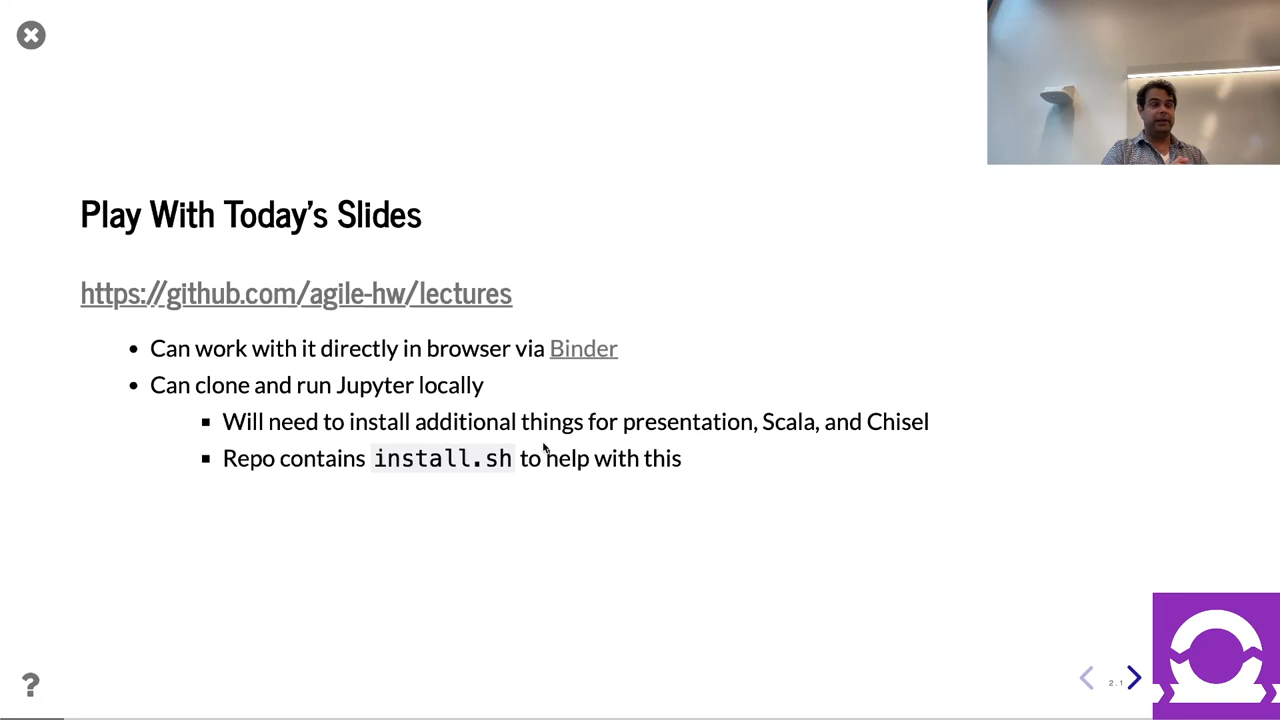 Play With Today's Slides
https://github.com/agile-hw/lectures
• Can work with it directly in browser via Binder
• Can clone and run Jupyter locally
▪ Will need to install additional things for presentation, Scala, and Chisel
▪ Repo contains install.sh to help with this
2.1
?